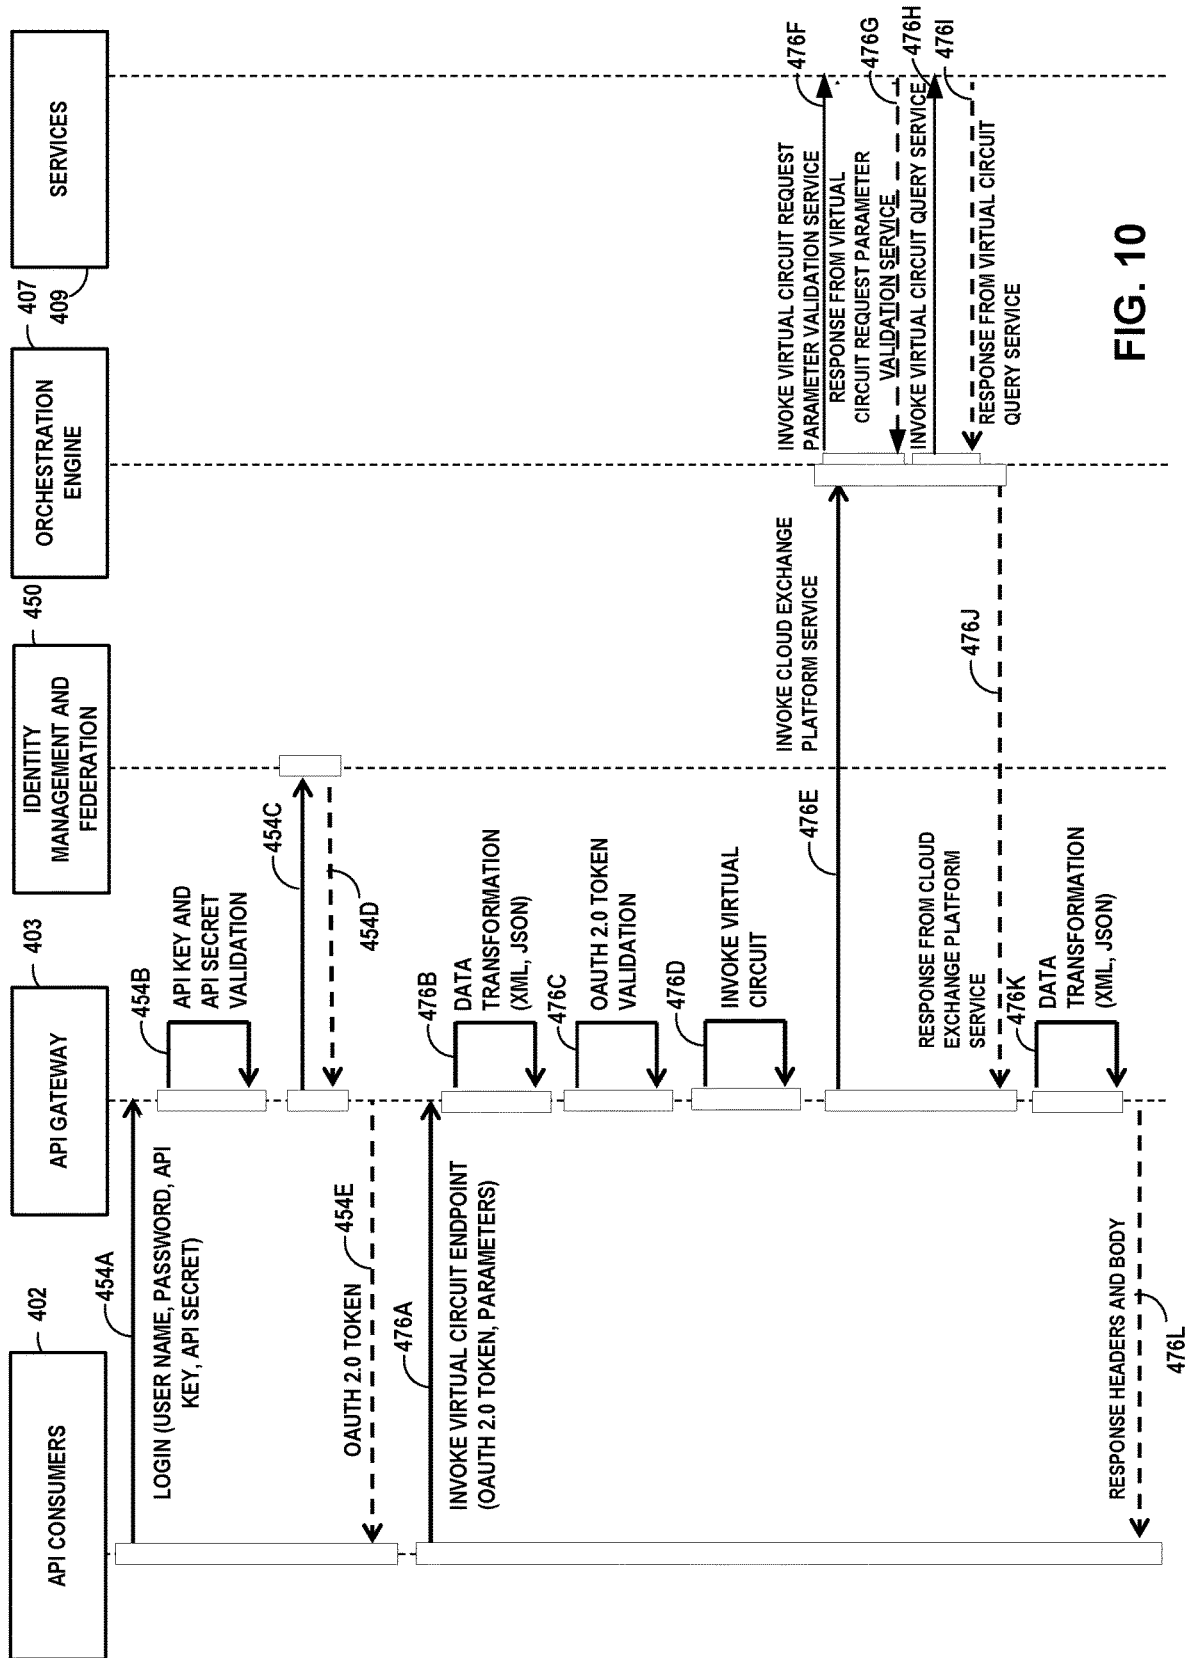 API CONSUMERS
402
API GATEWAY
403
IDENTITY
MANAGEMENT AND
FEDERATION
450
ORCHESTRATION
ENGINE
407
SERVICES
409
454A
LOGIN (USER NAME, PASSWORD, API
KEY, API SECRET)
454B
API KEY AND
API SECRET
VALIDATION
454C
454D
OAUTH 2.0 TOKEN
454E
476A
INVOKE VIRTUAL CIRCUIT ENDPOINT
(OAUTH 2.0 TOKEN, PARAMETERS)
476B
DATA
TRANSFORMATION
(XML, JSON)
476C
OAUTH 2.0 TOKEN
VALIDATION
476D
INVOKE VIRTUAL
CIRCUIT
476E
INVOKE CLOUD EXCHANGE
PLATFORM SERVICE
INVOKE VIRTUAL CIRCUIT REQUEST
PARAMETER VALIDATION SERVICE
476F
RESPONSE FROM VIRTUAL
CIRCUIT REQUEST PARAMETER
VALIDATION SERVICE
476G
INVOKE VIRTUAL CIRCUIT QUERY SERVICE
476H
476I
RESPONSE FROM VIRTUAL CIRCUIT
QUERY SERVICE
476J
RESPONSE FROM CLOUD
EXCHANGE PLATFORM
SERVICE
476K
DATA
TRANSFORMATION
(XML, JSON)
RESPONSE HEADERS AND BODY
476L
FIG. 10